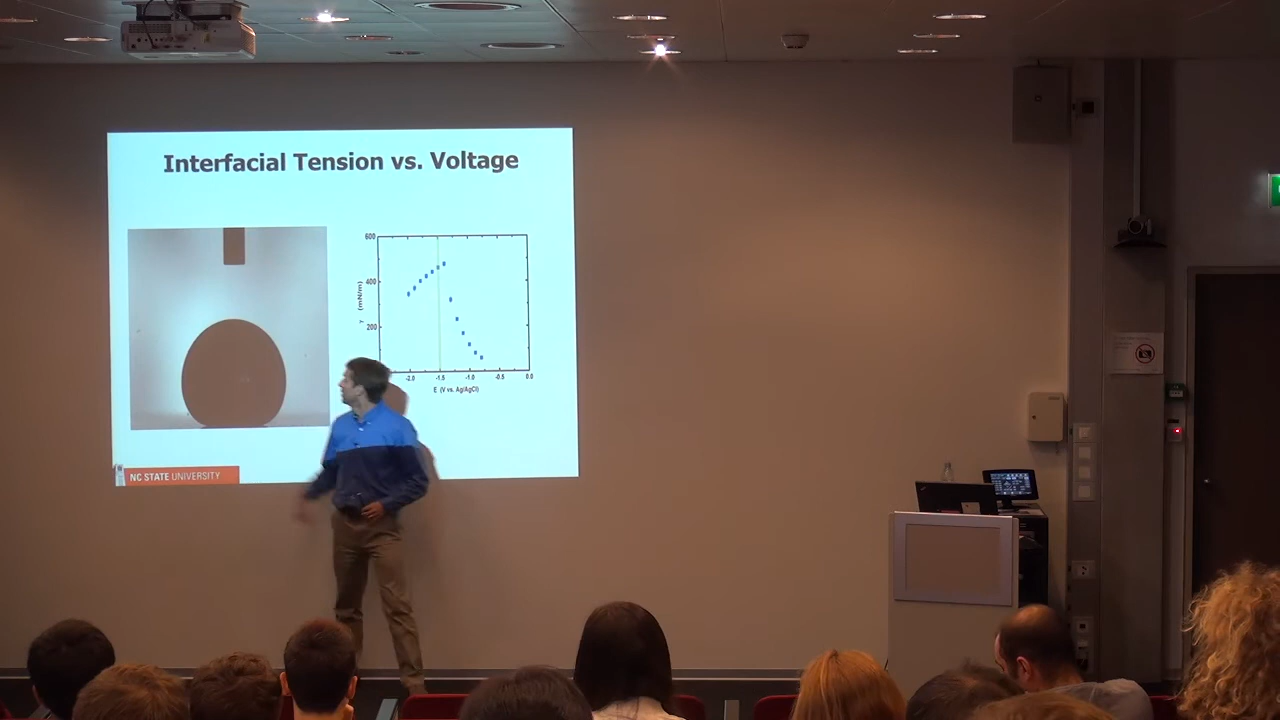 Interfacial Tension vs. Voltage
600
400
200
γ (mN/m)
-2.0 -1.5 -1.0 -0.5 0.0
E (V vs. Ag/AgCl)
NC STATE UNIVERSITY